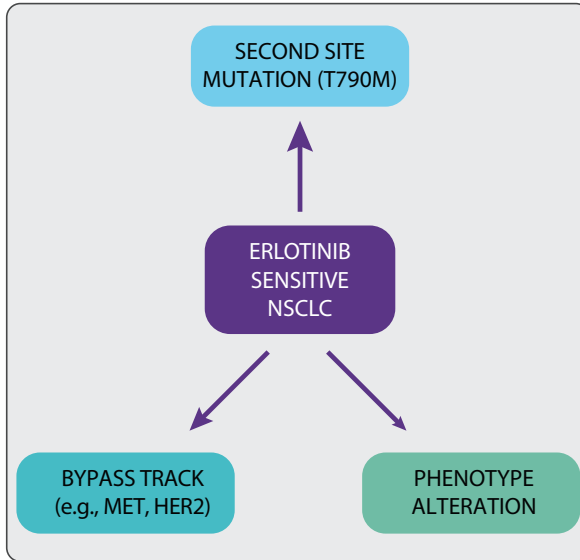 SECOND SITE
MUTATION (T790M)
ERLOTINIB
SENSITIVE
NSCLC
BYPASS TRACK
(e.g., MET, HER2)
PHENOTYPE
ALTERATION